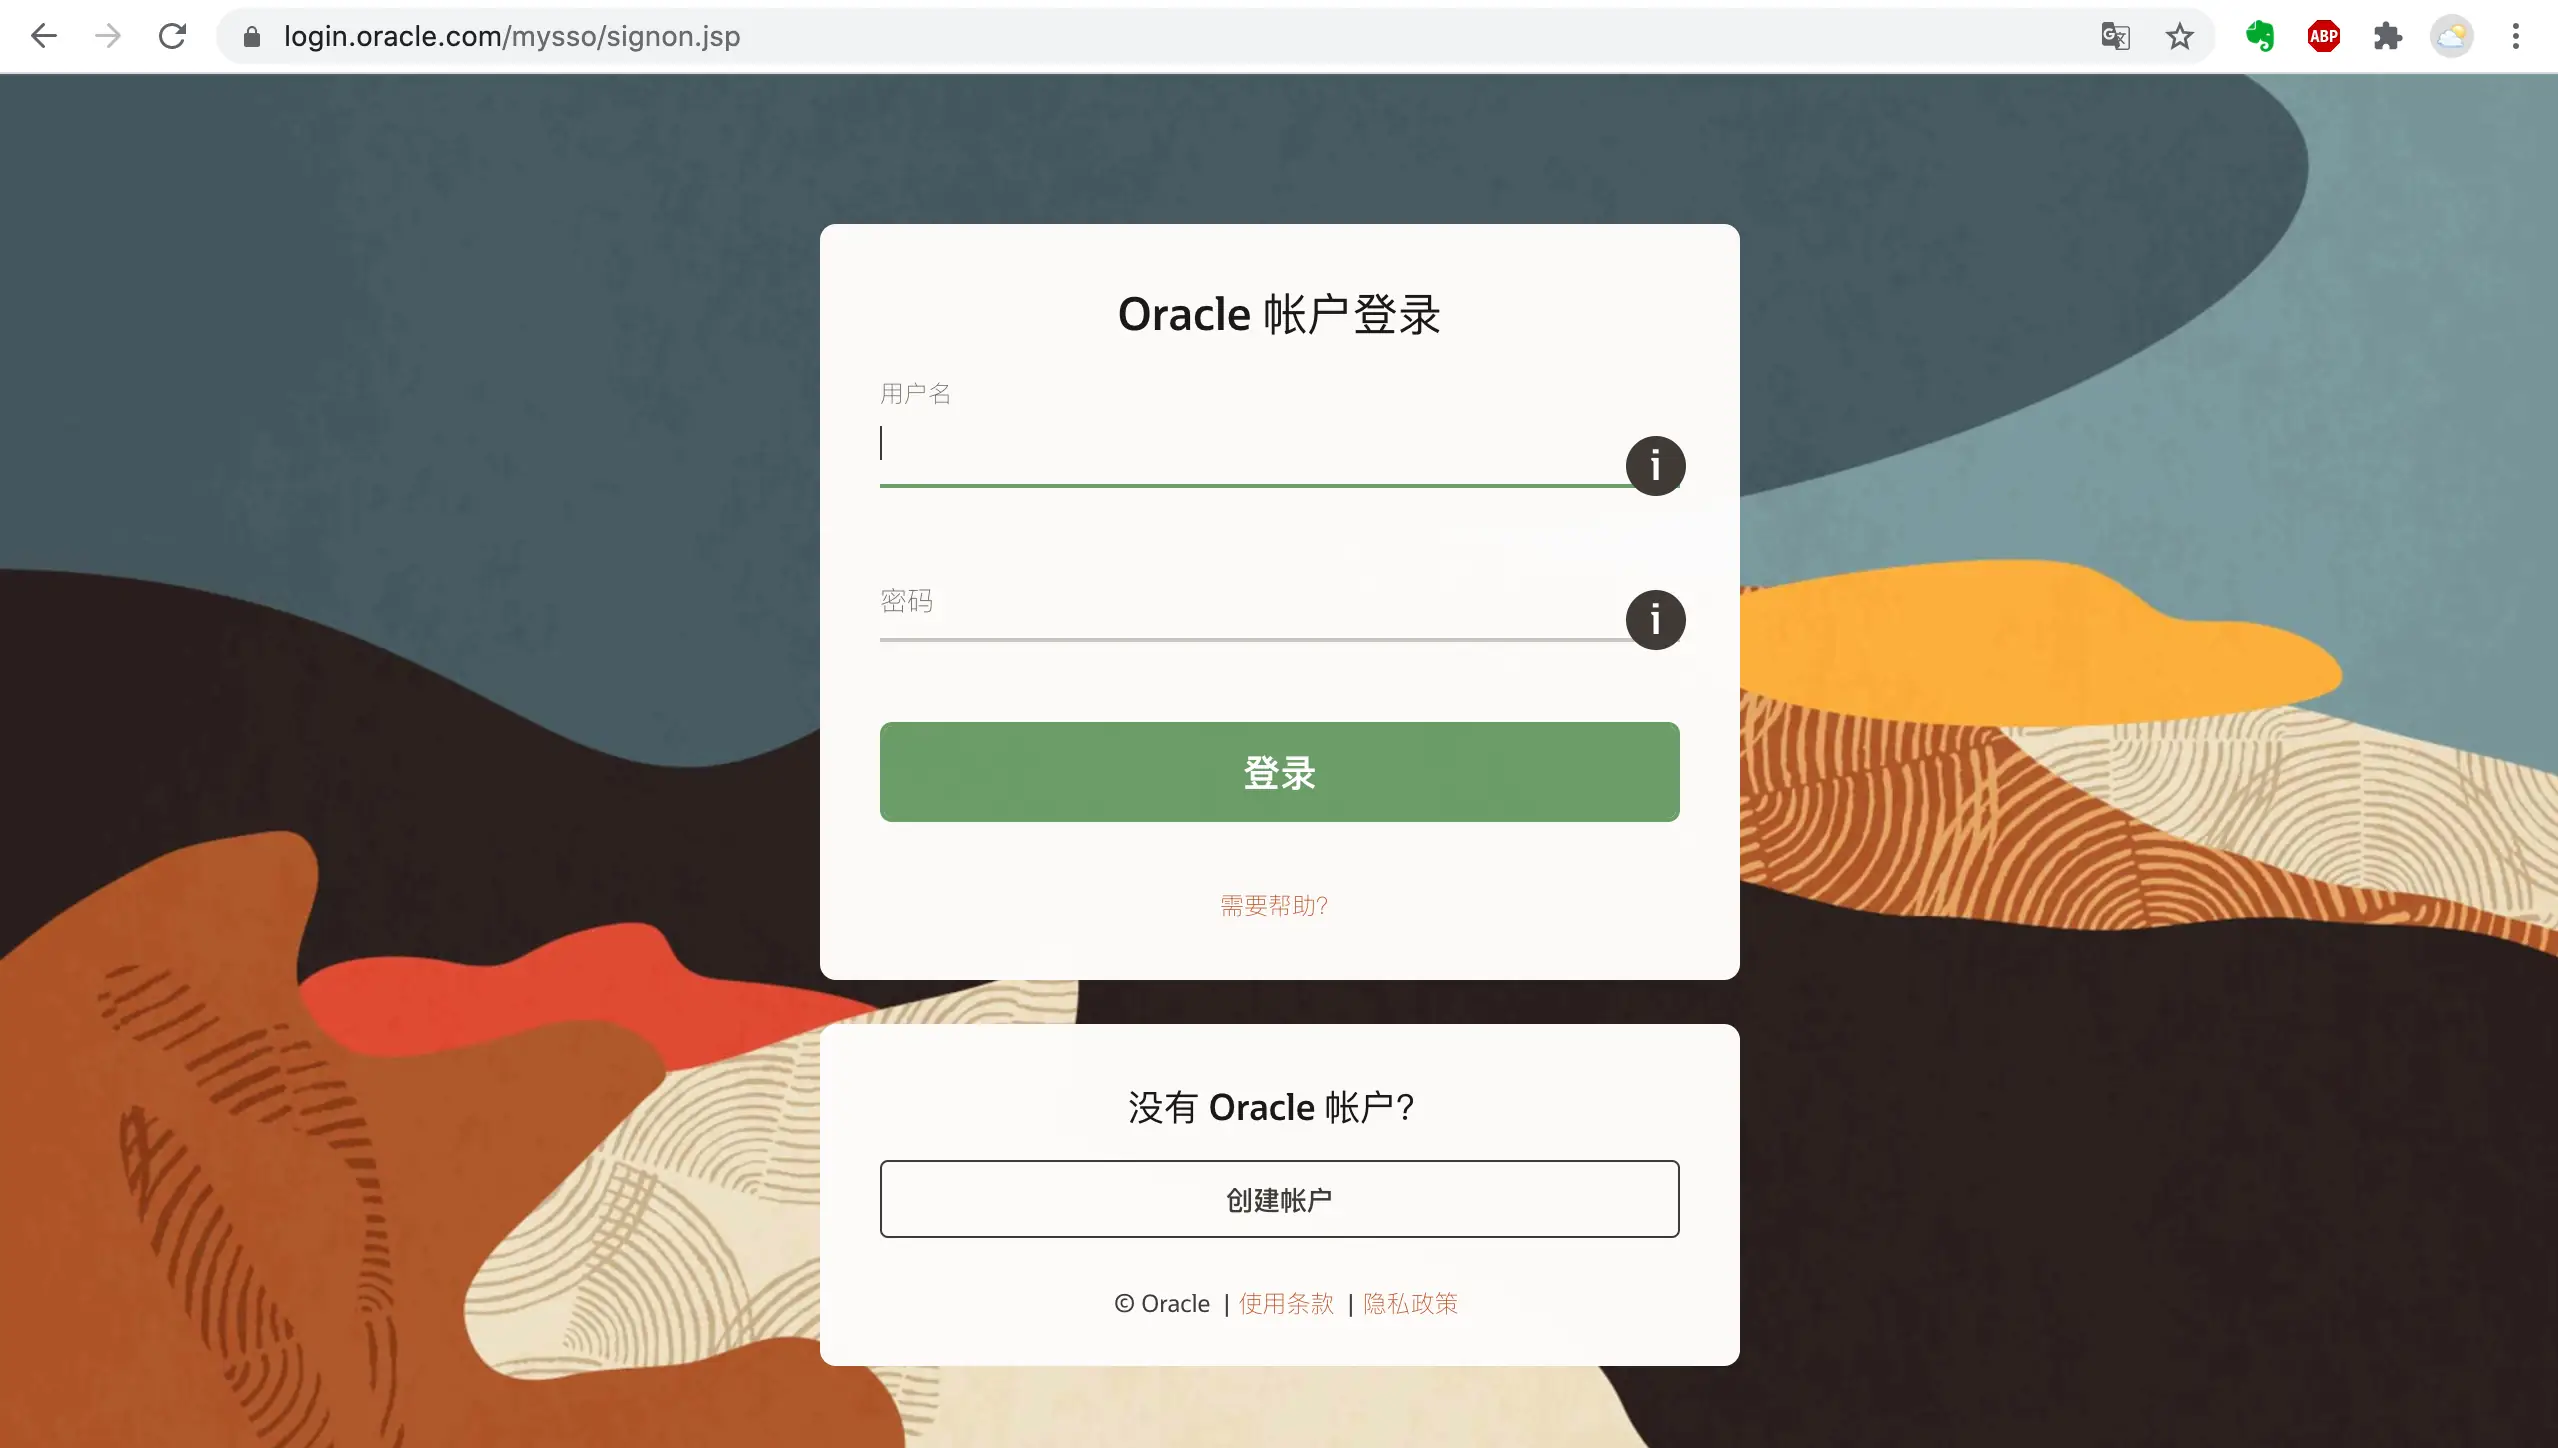 login.oracle.com/mysso/signon.jsp
ABP
Oracle 帐户登录
用户名
i
密码
i
登录
需要帮助?
没有 Oracle 帐户?
创建帐户
© Oracle | 使用条款 | 隐私政策